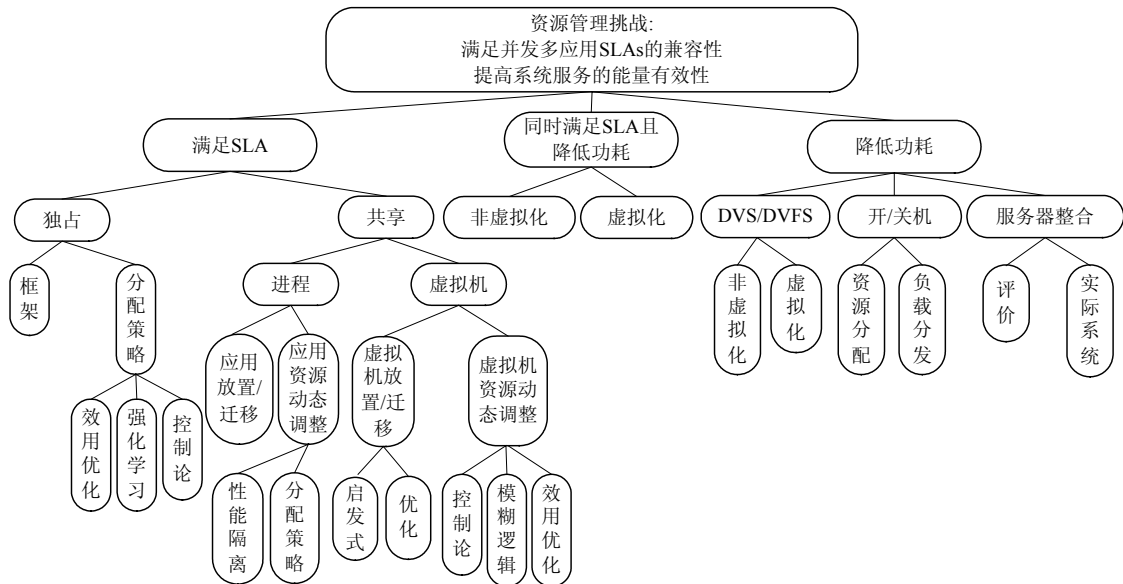 资源管理挑战:
满足并发多应用SLAs的兼容性
提高系统服务的能量有效性
满足SLA
同时满足SLA且
降低功耗
降低功耗
独占
共享
非虚拟化
虚拟化
DVS/DVFS
开/关机
服务器整合
框架
分配策略
进程
虚拟机
非虚拟化
虚拟化
资源分配
负载分发
评价
实际系统
效用优化
强化学习
控制论
应用
放置/
迁移
应用
资源
动态
调整
虚拟
机放
置/迁
移
虚拟机
资源动
态调整
性能隔离
分配策略
启发式
优化
控制论
模糊逻辑
效用优化